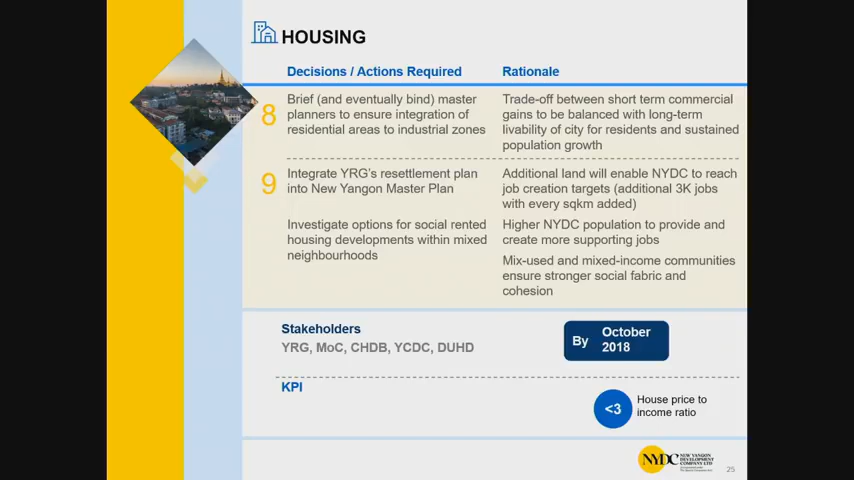 HOUSING
Decisions / Actions Required
Rationale
8
Brief (and eventually bind) master
planners to ensure integration of
residential areas to industrial zones
Trade-off between short term commercial
gains to be balanced with long-term
livability of city for residents and sustained
population growth
9
Integrate YRG's resettlement plan
into New Yangon Master Plan
Additional land will enable NYDC to reach
job creation targets (additional 3K jobs
with every sqkm added)
Investigate options for social rented
housing developments within mixed
neighbourhoods
Higher NYDC population to provide and
create more supporting jobs
Mix-used and mixed-income communities
ensure stronger social fabric and
cohesion
Stakeholders
YRG, MoC, CHDB, YCDC, DUHD
By
October
2018
KPI
<3
House price to
income ratio
NYDC
NEW YANGON
DEVELOPMENT
COMPANY LTD
25